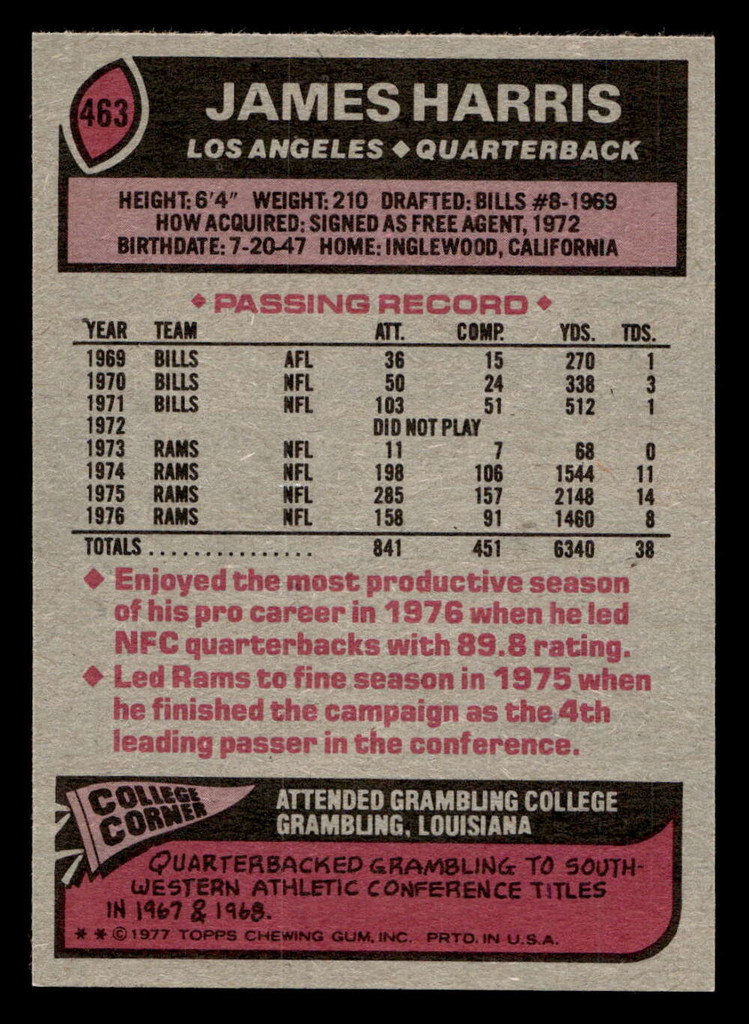 463
JAMES HARRIS
LOS ANGELES ◆ QUARTERBACK
HEIGHT: 6'4" WEIGHT: 210 DRAFTED: BILLS #8-1969
HOW ACQUIRED: SIGNED AS FREE AGENT, 1972
BIRTHDATE: 7-20-47 HOME: INGLEWOOD, CALIFORNIA
◆ PASSING RECORD ◆
YEAR TEAM ATT. COMP. YDS. TDS.
1969 BILLS AFL 36 15 270 1
1970 BILLS NFL 50 24 338 3
1971 BILLS NFL 103 51 512 1
1972 DID NOT PLAY
1973 RAMS NFL 11 7 68 0
1974 RAMS NFL 198 106 1544 11
1975 RAMS NFL 285 157 2148 14
1976 RAMS NFL 158 91 1460 8
TOTALS ............... 841 451 6340 38
◆ Enjoyed the most productive season
of his pro career in 1976 when he led
NFC quarterbacks with 89.8 rating.
◆ Led Rams to fine season in 1975 when
he finished the campaign as the 4th
leading passer in the conference.
COLLEGE
CORNER
ATTENDED GRAMBLING COLLEGE
GRAMBLING, LOUISIANA
QUARTERBACKED GRAMBLING TO SOUTH-
WESTERN ATHLETIC CONFERENCE TITLES
IN 1967 & 1968.
* * © 1977 TOPPS CHEWING GUM, INC. PRTD. IN U.S.A.